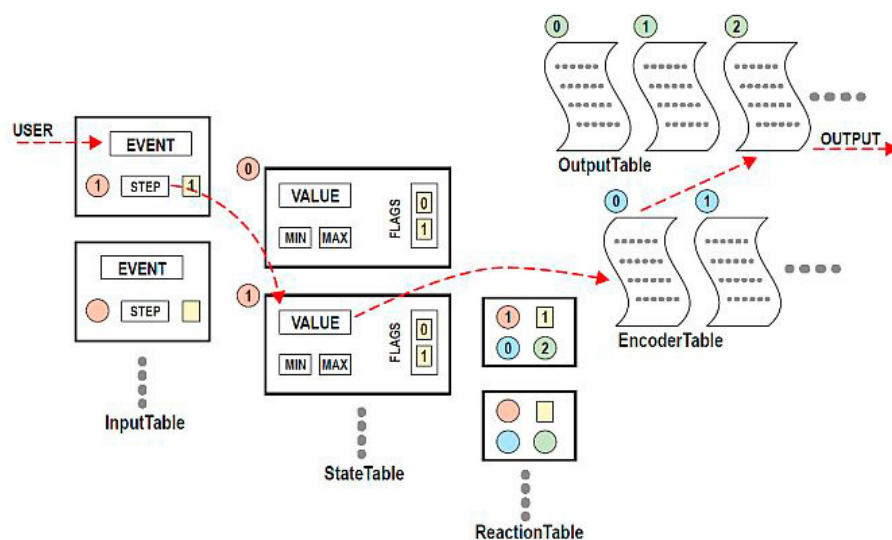 0 1 2
USER
EVENT
1 STEP 1
OutputTable
OUTPUT
0
VALUE
MIN MAX
FLAGS
0
1
0 1
EVENT
STEP
1
VALUE
MIN MAX
FLAGS
0
1
1 1
0 2
EncoderTable
InputTable
StateTable
ReactionTable